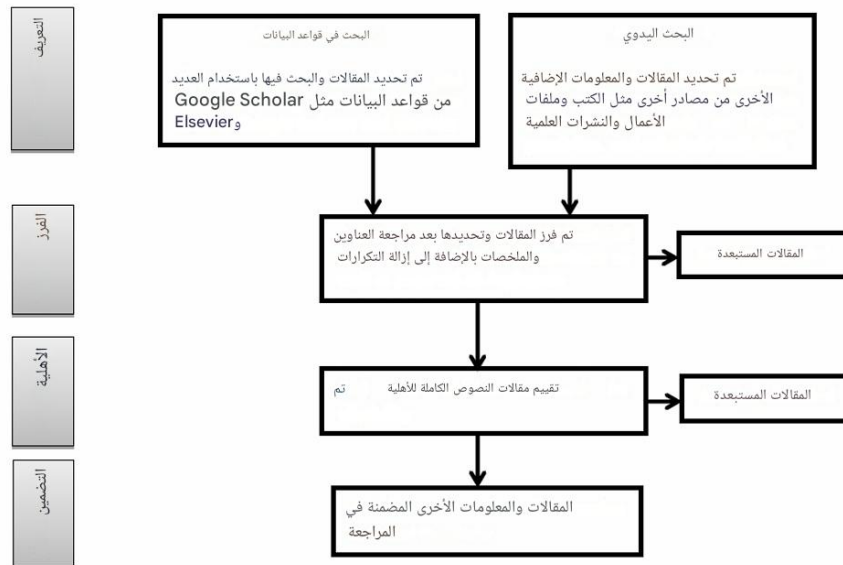 التعريف
البحث اليدوي
تم تحديد المقالات والمعلومات الإضافية
الأخرى من مصادر أخرى مثل الكتب وملفات
الأعمال والنشرات العلمية
البحث في قواعد البيانات
تم تحديد المقالات والبحث فيها باستخدام العديد
من قواعد البيانات مثل Google Scholar
وElsevier
الفرز
تم فرز المقالات وتحديدها بعد مراجعة العناوين
والملخصات بالإضافة إلى إزالة التكرارات
المقالات المستبعدة
الأهلية
تقييم مقالات النصوص الكاملة للأهلية تم
المقالات المستبعدة
التضمين
المقالات والمعلومات الأخرى المضمنة في
المراجعة